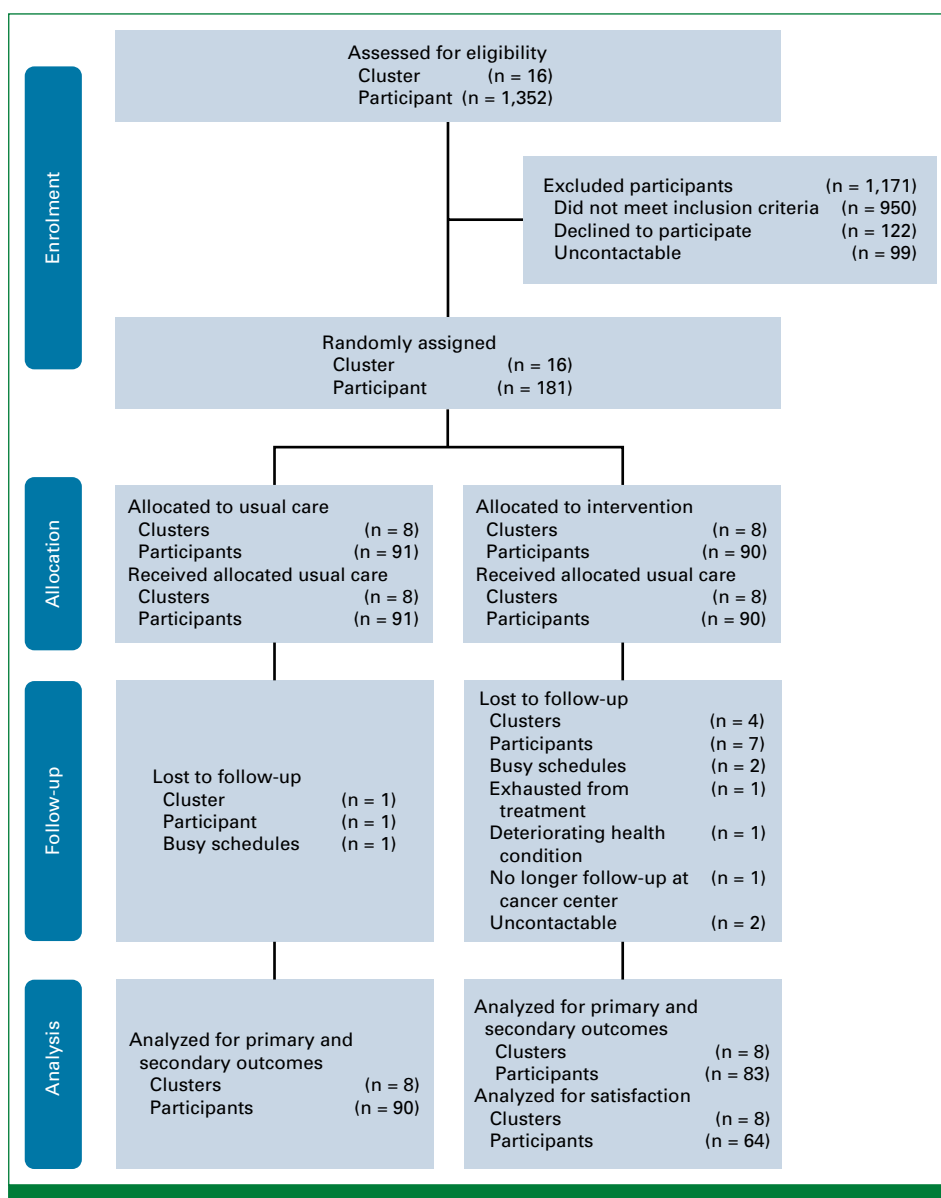 Enrolment
Assessed for eligibility
Cluster (n = 16)
Participant (n = 1,352)
Excluded participants (n = 1,171)
Did not meet inclusion criteria (n = 950)
Declined to participate (n = 122)
Uncontactable (n = 99)
Randomly assigned
Cluster (n = 16)
Participant (n = 181)
Allocation
Allocated to usual care
Clusters (n = 8)
Participants (n = 91)
Received allocated usual care
Clusters (n = 8)
Participants (n = 91)
Allocated to intervention
Clusters (n = 8)
Participants (n = 90)
Received allocated usual care
Clusters (n = 8)
Participants (n = 90)
Follow-up
Lost to follow-up
Cluster (n = 1)
Participant (n = 1)
Busy schedules (n = 1)
Lost to follow-up
Clusters (n = 4)
Participants (n = 7)
Busy schedules (n = 2)
Exhausted from (n = 1)
treatment
Deteriorating health (n = 1)
condition
No longer follow-up at (n = 1)
cancer center
Uncontactable (n = 2)
Analysis
Analyzed for primary and
secondary outcomes
Clusters (n = 8)
Participants (n = 90)
Analyzed for primary and
secondary outcomes
Clusters (n = 8)
Participants (n = 83)
Analyzed for satisfaction
Clusters (n = 8)
Participants (n = 64)